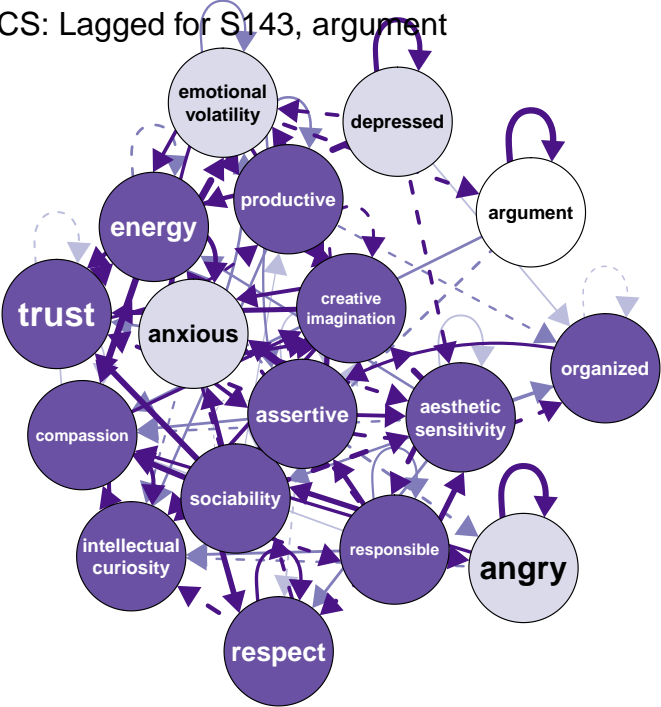 CS: Lagged for S143, argument
emotional
volatility
depressed
productive
argument
energy
creative
imagination
trust
anxious
organized
assertive
aesthetic
sensitivity
compassion
sociability
intellectual
curiosity
responsible
angry
respect